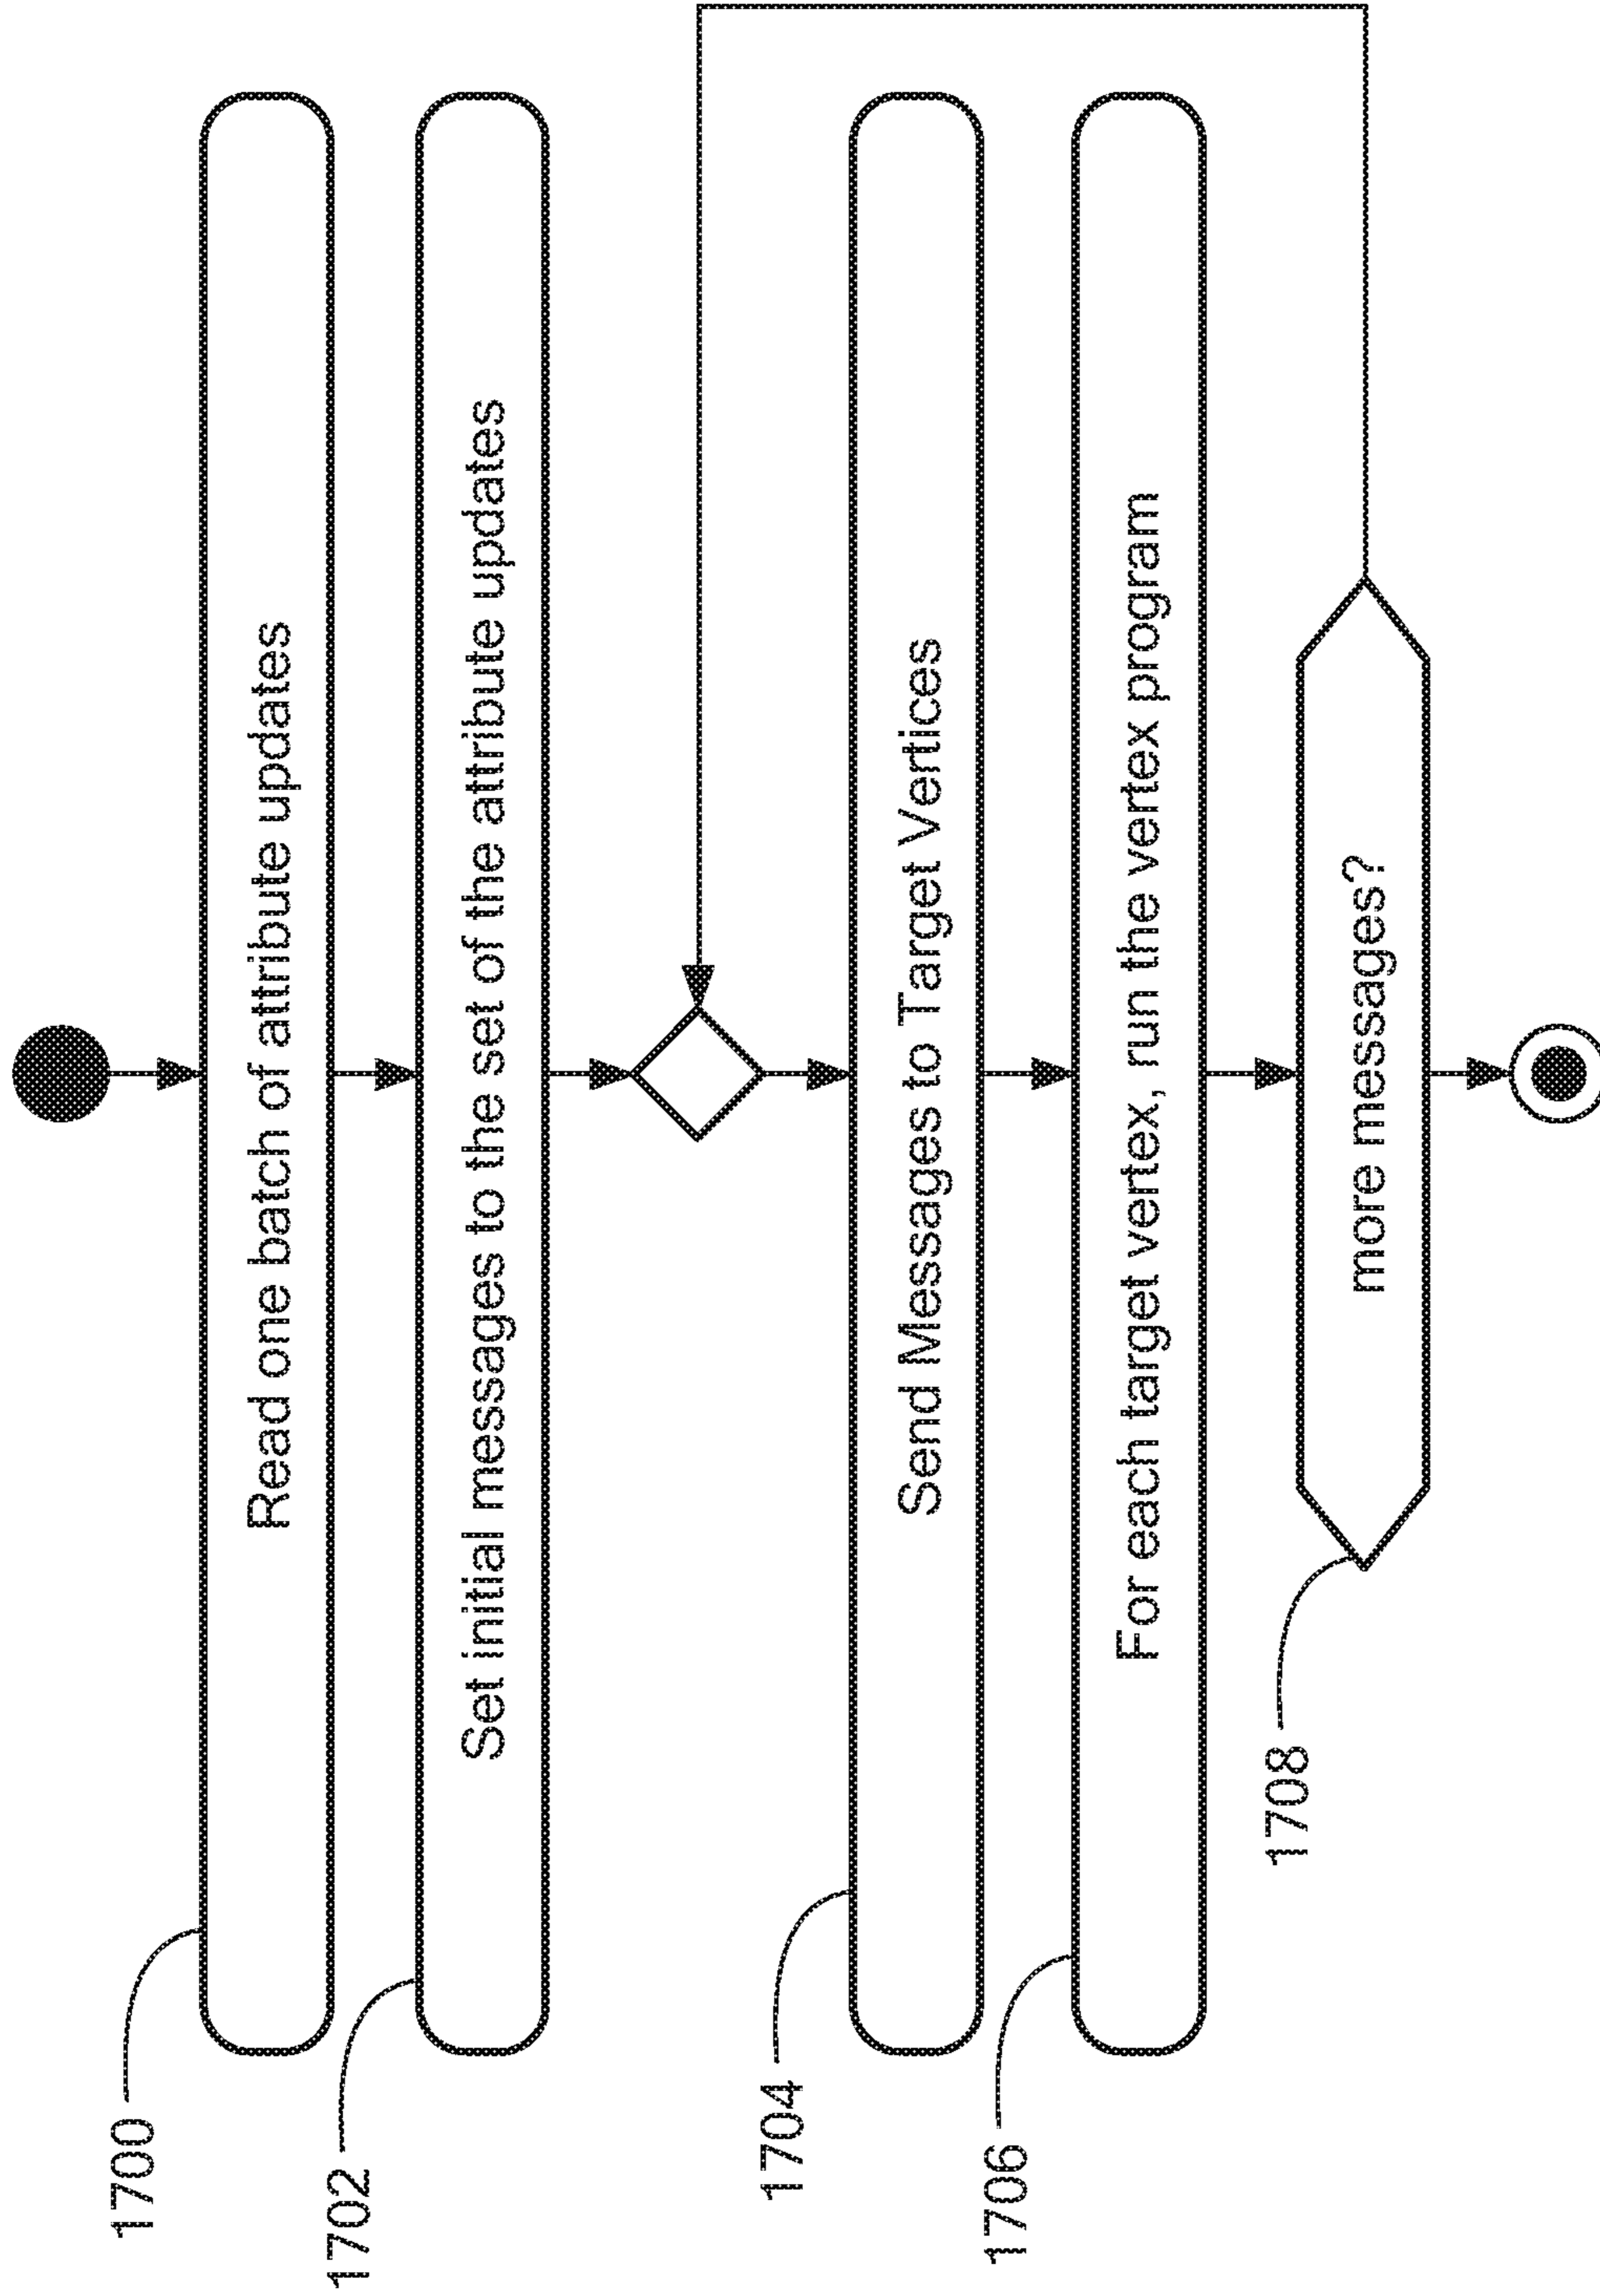 1700
Read one batch of attribute updates
1702
Set initial messages to the set of the attribute updates
1704
Send Messages to Target Vertices
1706
For each target vertex, run the vertex program
1708
more messages?